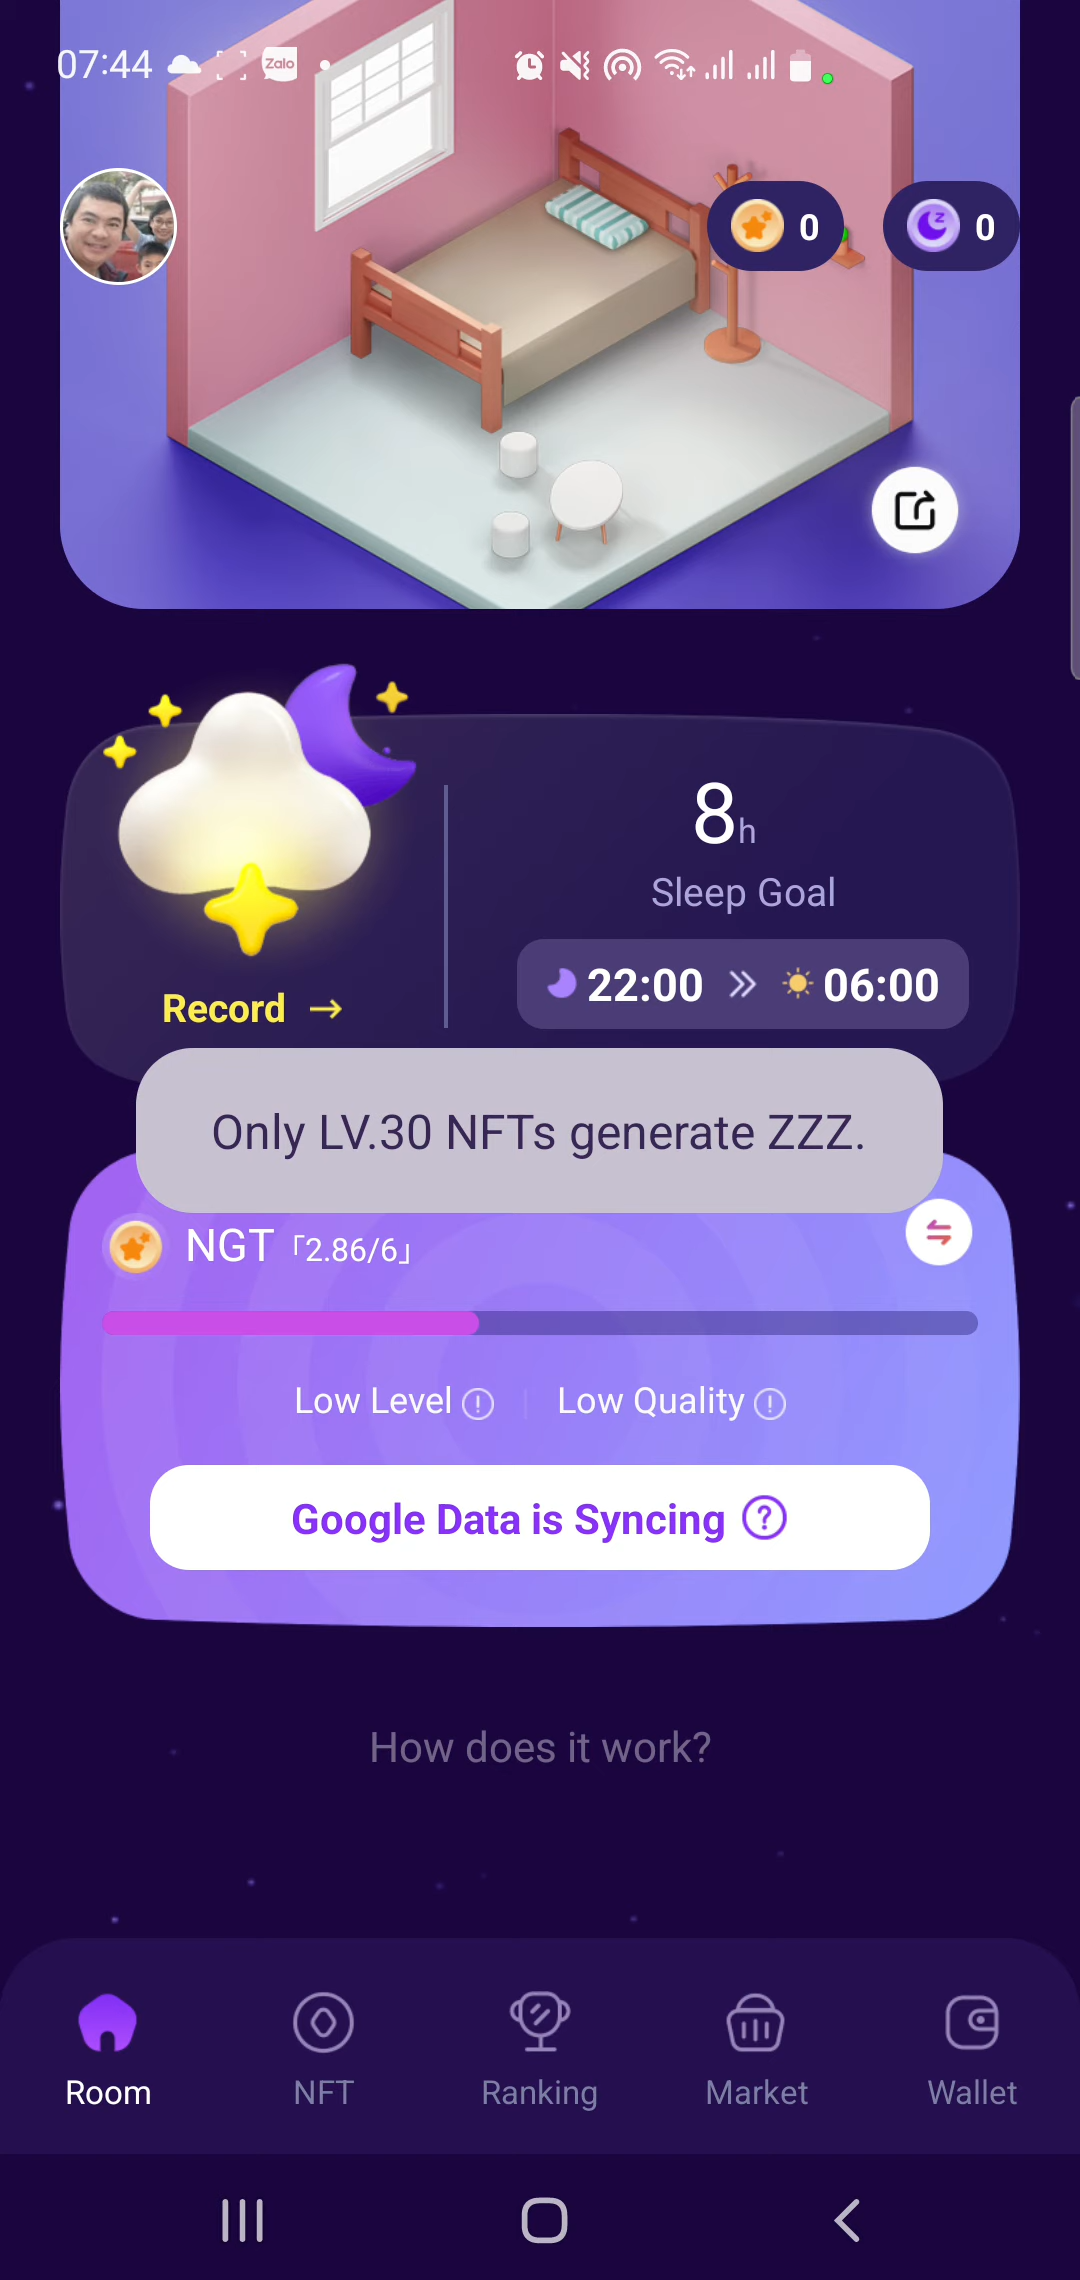 07:44
Zalo
0
0
8h
Sleep Goal
22:00 06:00
Record
Only LV.30 NFTs generate ZZZ.
NGT 「2.86/6」
Low Level Low Quality
Google Data is Syncing
How does it work?
Room NFT Ranking Market Wallet